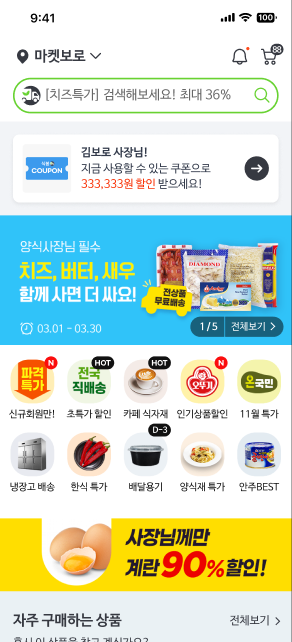 9:41
100
마켓보로
88
[치즈특가] 검색해보세요! 최대 36%
COUPON
김보로 사장님!
지금 사용할 수 있는 쿠폰으로
333,333원 할인 받으세요!
양식사장님 필수
치즈, 버터, 새우
함께 사면 더 싸요!
전상품
무료배송
DIAMOND
03.01 ~ 03.30
1/5 전체보기
파격
특가
N
전국
직배송
HOT
HOT
오뚜기
N
온국민
신규회원만!
초특가 할인
카페 식자재
인기상품할인
11월 특가
D-3
냉장고 배송
한식 특가
배달용기
양식재 특가
안주BEST
사장님께만
계란 90%할인!
자주 구매하는 상품
전체보기